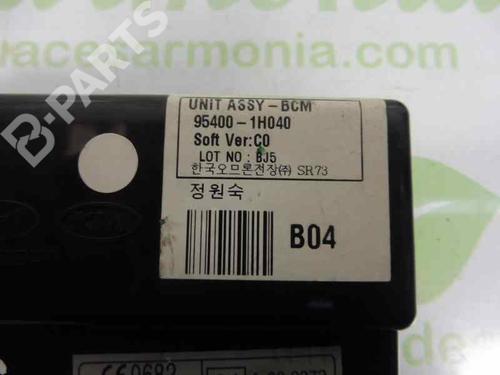 www.acesarmonia.com
B-PARTS
UNIT ASSY-BCM
95400-1H040
Soft Ver:C0
LOT NO : BJ5
한국오므론전장㈜ SR73
정원숙
B04